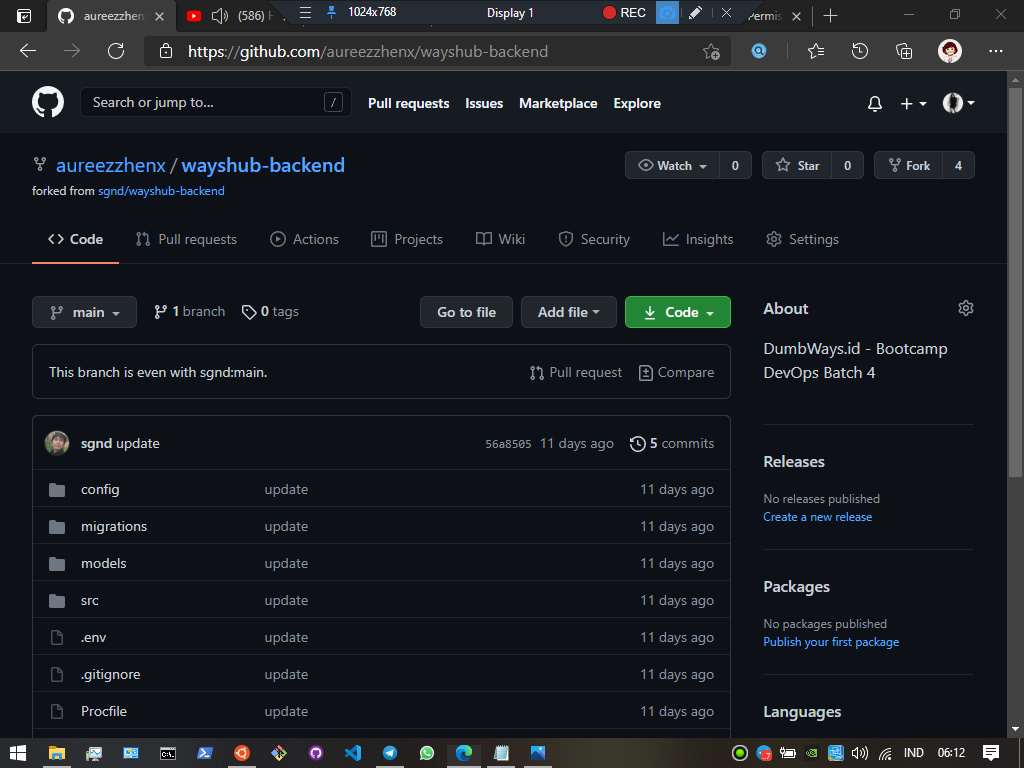 aureezzhen
(586) H
1024x768
Display 1
REC
Permis
https://github.com/aureezzhenx/wayshub-backend
Search or jump to...
/
Pull requests
Issues
Marketplace
Explore
aureezzhenx / wayshub-backend
Watch 0
Star 0
Fork 4
forked from sgnd/wayshub-backend
Code
Pull requests
Actions
Projects
Wiki
Security
Insights
Settings
main
1 branch
0 tags
Go to file
Add file
Code
About
DumbWays.id - Bootcamp
DevOps Batch 4
This branch is even with sgnd:main.
Pull request
Compare
sgnd update
56a8505 11 days ago
5 commits
config update 11 days ago
migrations update 11 days ago
models update 11 days ago
src update 11 days ago
.env update 11 days ago
.gitignore update 11 days ago
Procfile update 11 days ago
Releases
No releases published
Create a new release
Packages
No packages published
Publish your first package
Languages
IND
06:12